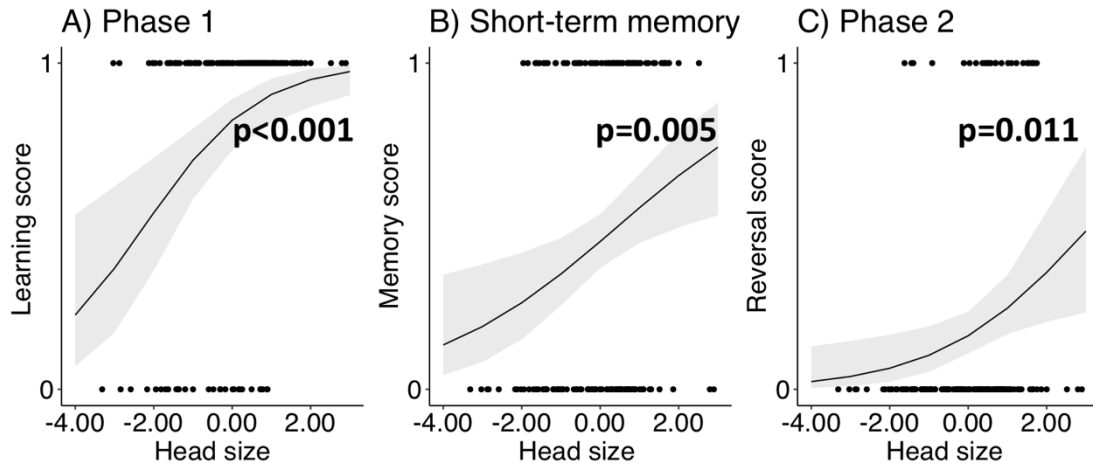 A) Phase 1
B) Short-term memory
C) Phase 2
Learning score
1
0
p<0.001
-4.00
-2.00
0.00
2.00
Head size
Memory score
1
0
p=0.005
-4.00
-2.00
0.00
2.00
Head size
Reversal score
1
0
p=0.011
-4.00
-2.00
0.00
2.00
Head size